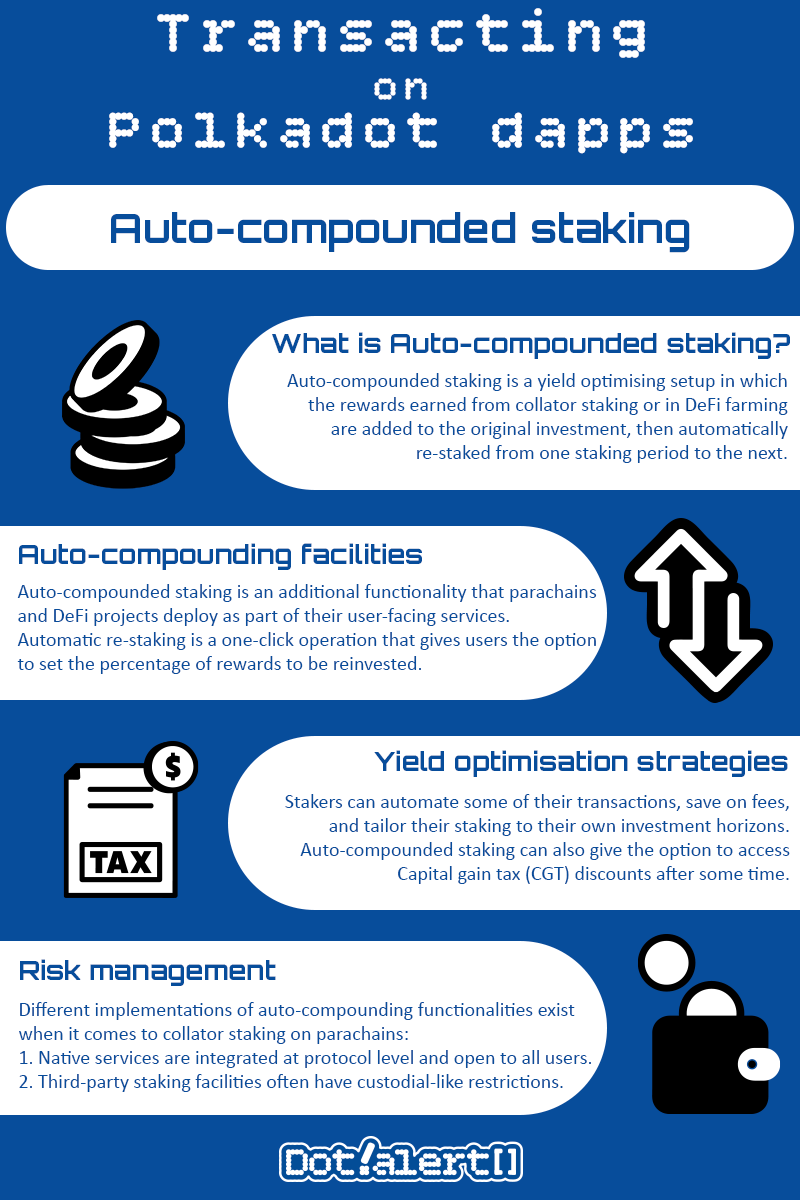 Transacting
on
Polkadot dapps
Auto-compounded staking
What is Auto-compounded staking?
Auto-compounded staking is a yield optimising setup in which
the rewards earned from collator staking or in DeFi farming
are added to the original investment, then automatically
re-staked from one staking period to the next.
Auto-compounding facilities
Auto-compounded staking is an additional functionality that parachains
and DeFi projects deploy as part of their user-facing services.
Automatic re-staking is a one-click operation that gives users the option
to set the percentage of rewards to be reinvested.
$
TAX
Yield optimisation strategies
Stakers can automate some of their transactions, save on fees,
and tailor their staking to their own investment horizons.
Auto-compounded staking can also give the option to access
Capital gain tax (CGT) discounts after some time.
Risk management
Different implementations of auto-compounding functionalities exist
when it comes to collator staking on parachains:
1. Native services are integrated at protocol level and open to all users.
2. Third-party staking facilities often have custodial-like restrictions.
Dot!alert[]